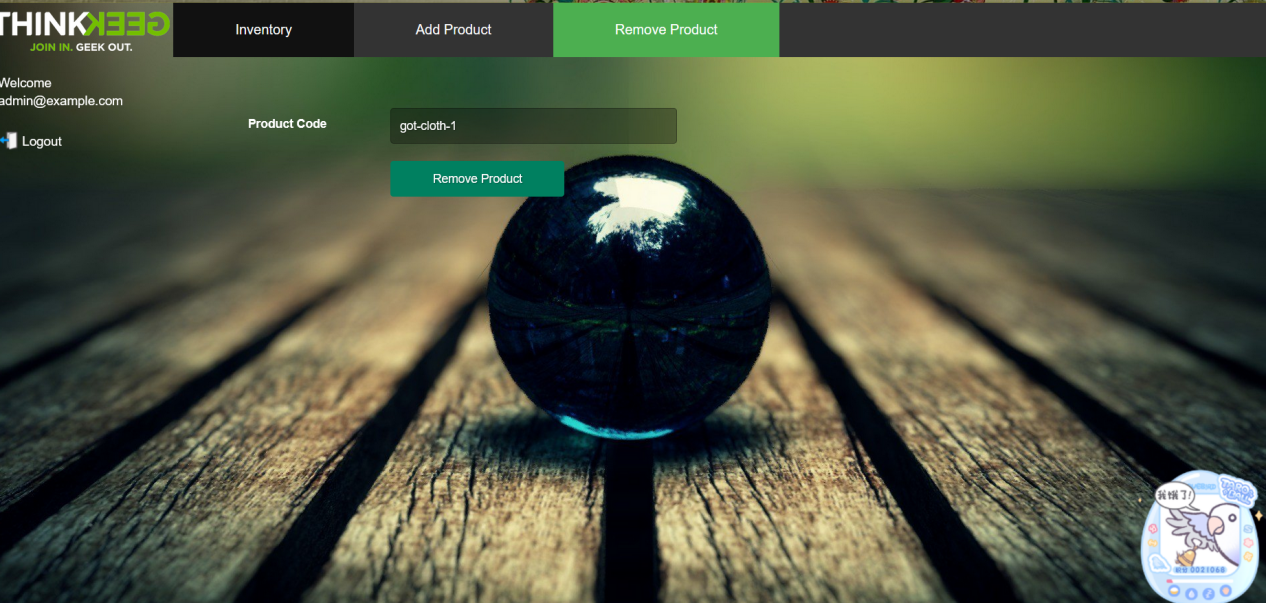 THINKGEEK
JOIN IN. GEEK OUT.
Inventory
Add Product
Remove Product
Welcome
admin@example.com
Logout
Product Code
got-cloth-1
Remove Product
我饿了!
0021068